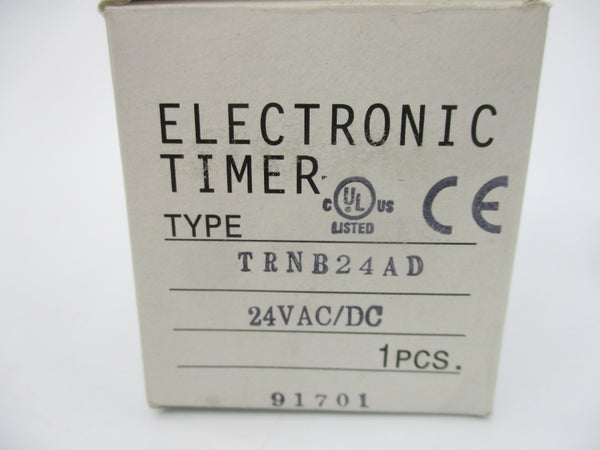 ELECTRONIC
TIMER
C UL US
LISTED
CE
TYPE
TRNB24AD
24VAC/DC
1PCS.
91701